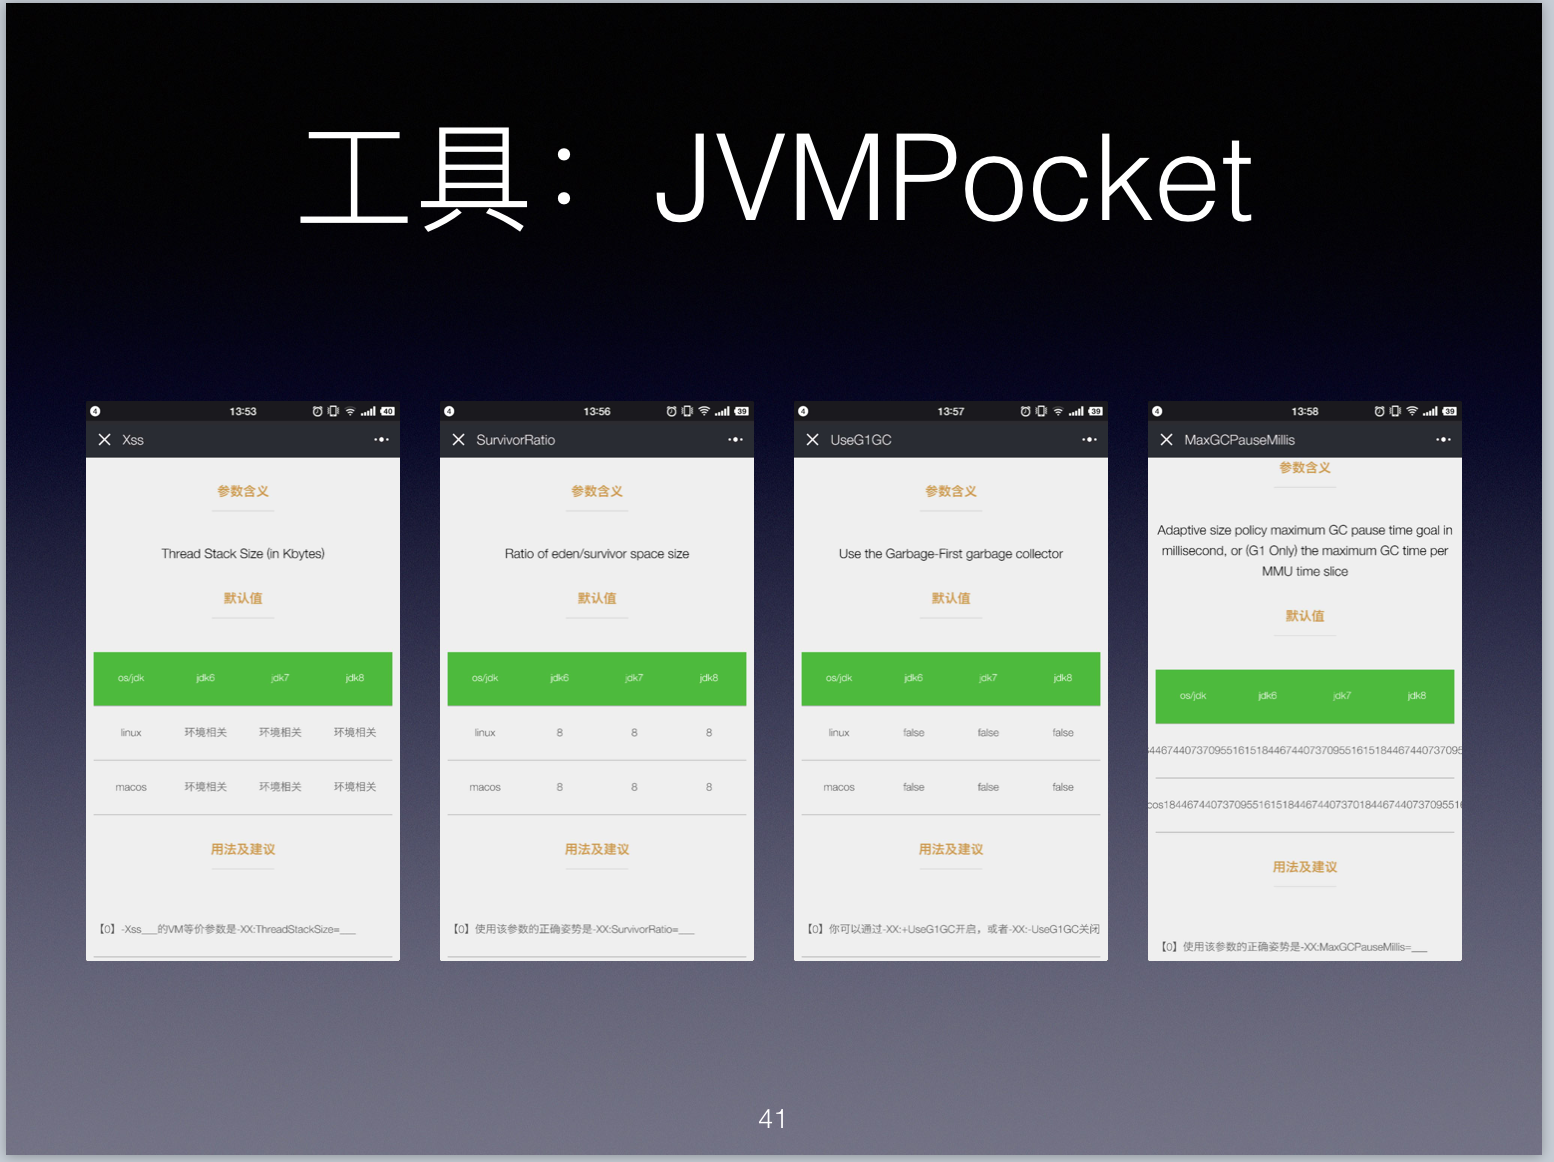 工具：JVMPocket
4 13:53 40
Xss
参数含义
Thread Stack Size (in Kbytes)
默认值
os/jdk jdk6 jdk7 jdk8
linux 环境相关 环境相关 环境相关
macos 环境相关 环境相关 环境相关
用法及建议
【0】-Xss___的VM等价参数是-XX:ThreadStackSize=___
4 13:56 39
SurvivorRatio
参数含义
Ratio of eden/survivor space size
默认值
os/jdk jdk6 jdk7 jdk8
linux 8 8 8
macos 8 8 8
用法及建议
【0】使用该参数的正确姿势是-XX:SurvivorRatio=___
4 13:57 39
UseG1GC
参数含义
Use the Garbage-First garbage collector
默认值
os/jdk jdk6 jdk7 jdk8
linux false false false
macos false false false
用法及建议
【0】你可以通过-XX:+UseG1GC开启，或者-XX:-UseG1GC关闭
4 13:58 39
MaxGCPauseMillis
参数含义
Adaptive size policy maximum GC pause time goal in
millisecond, or (G1 Only) the maximum GC time per
MMU time slice
默认值
os/jdk jdk6 jdk7 jdk8
44674407370955161518446744073709551615184467440737095
cos18446744073709551615184467440737018446744073709551
用法及建议
【0】使用该参数的正确姿势是-XX:MaxGCPauseMillis=___
41